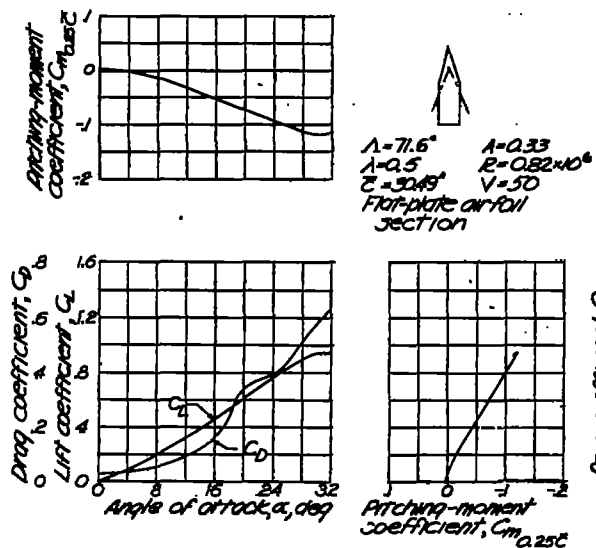 Pitching-moment
coefficient, Cm0.25c̄
.1
0
-.1
-.2
Λ=71.6° A=0.33
λ=0.5 R=0.82×10⁶
c̄=30.49" V=50
Flat-plate airfoil
section
Drag coefficient, CD
.8
.6
.4
.2
0
Lift coefficient, CL
1.6
1.2
.8
.4
0
CL
CD
0 8 16 24 32
Angle of attack, α, deg
.1 0 -.1 -.2
Pitching-moment
coefficient, Cm0.25c̄